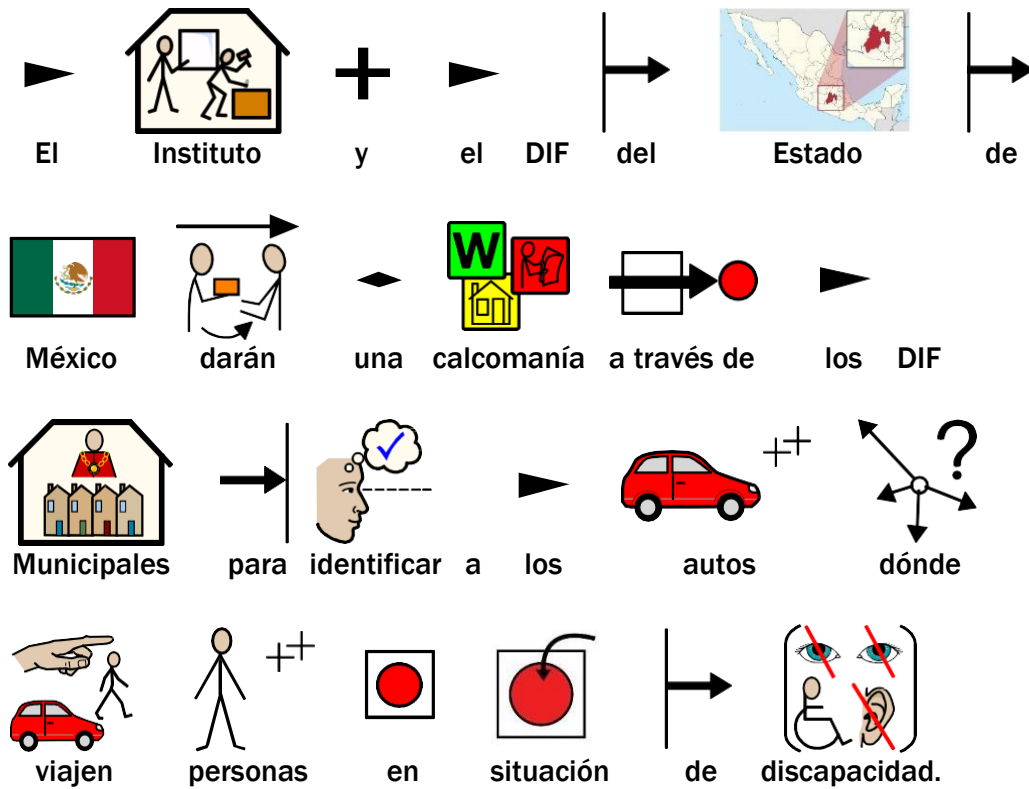 El Instituto y el DIF del Estado de
México darán una calcomanía a través de los DIF
Municipales para identificar a los autos dónde
viajen personas en situación de discapacidad.